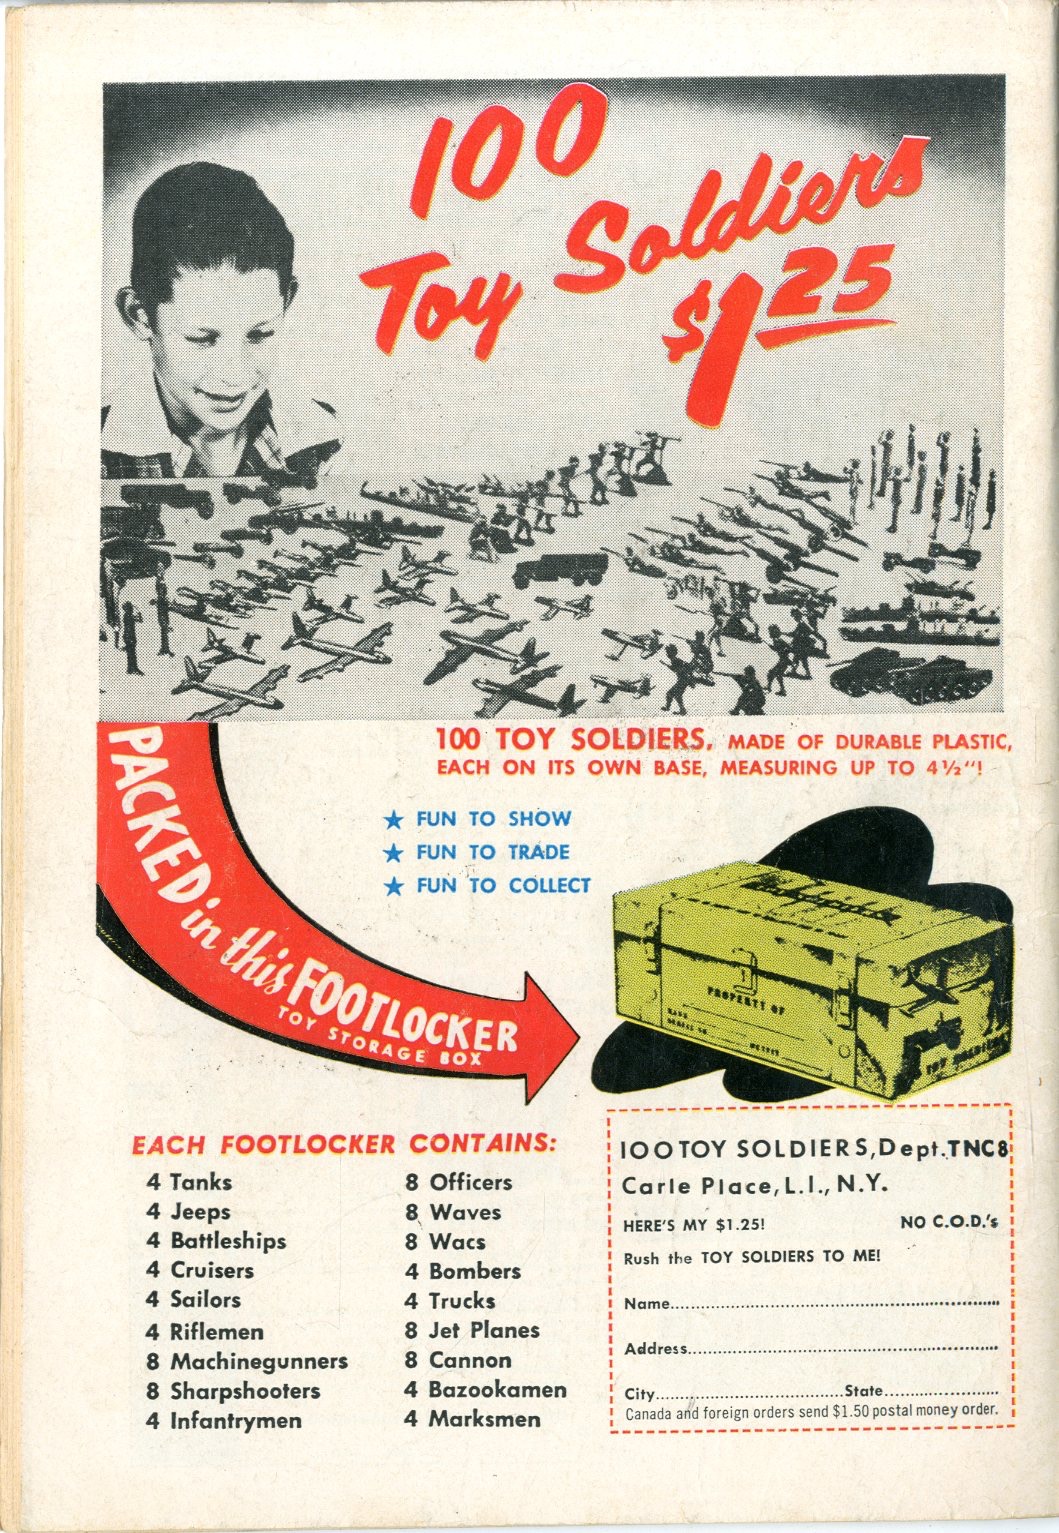 100
Toy Soldiers
$1.25
PACKED in this FOOTLOCKER
TOY STORAGE BOX
100 TOY SOLDIERS, MADE OF DURABLE PLASTIC,
EACH ON ITS OWN BASE, MEASURING UP TO 4½"!
★ FUN TO SHOW
★ FUN TO TRADE
★ FUN TO COLLECT
PROPERTY OF
TOY SOLDIERS
EACH FOOTLOCKER CONTAINS:
4 Tanks
4 Jeeps
4 Battleships
4 Cruisers
4 Sailors
4 Riflemen
8 Machinegunners
8 Sharpshooters
4 Infantrymen
8 Officers
8 Waves
8 Wacs
4 Bombers
4 Trucks
8 Jet Planes
8 Cannon
4 Bazookamen
4 Marksmen
100 TOY SOLDIERS, Dept. TNC8
Carle Place, L.I., N.Y.
HERE'S MY $1.25! NO C.O.D.'s
Rush the TOY SOLDIERS TO ME!
Name
Address
City State
Canada and foreign orders send $1.50 postal money order.